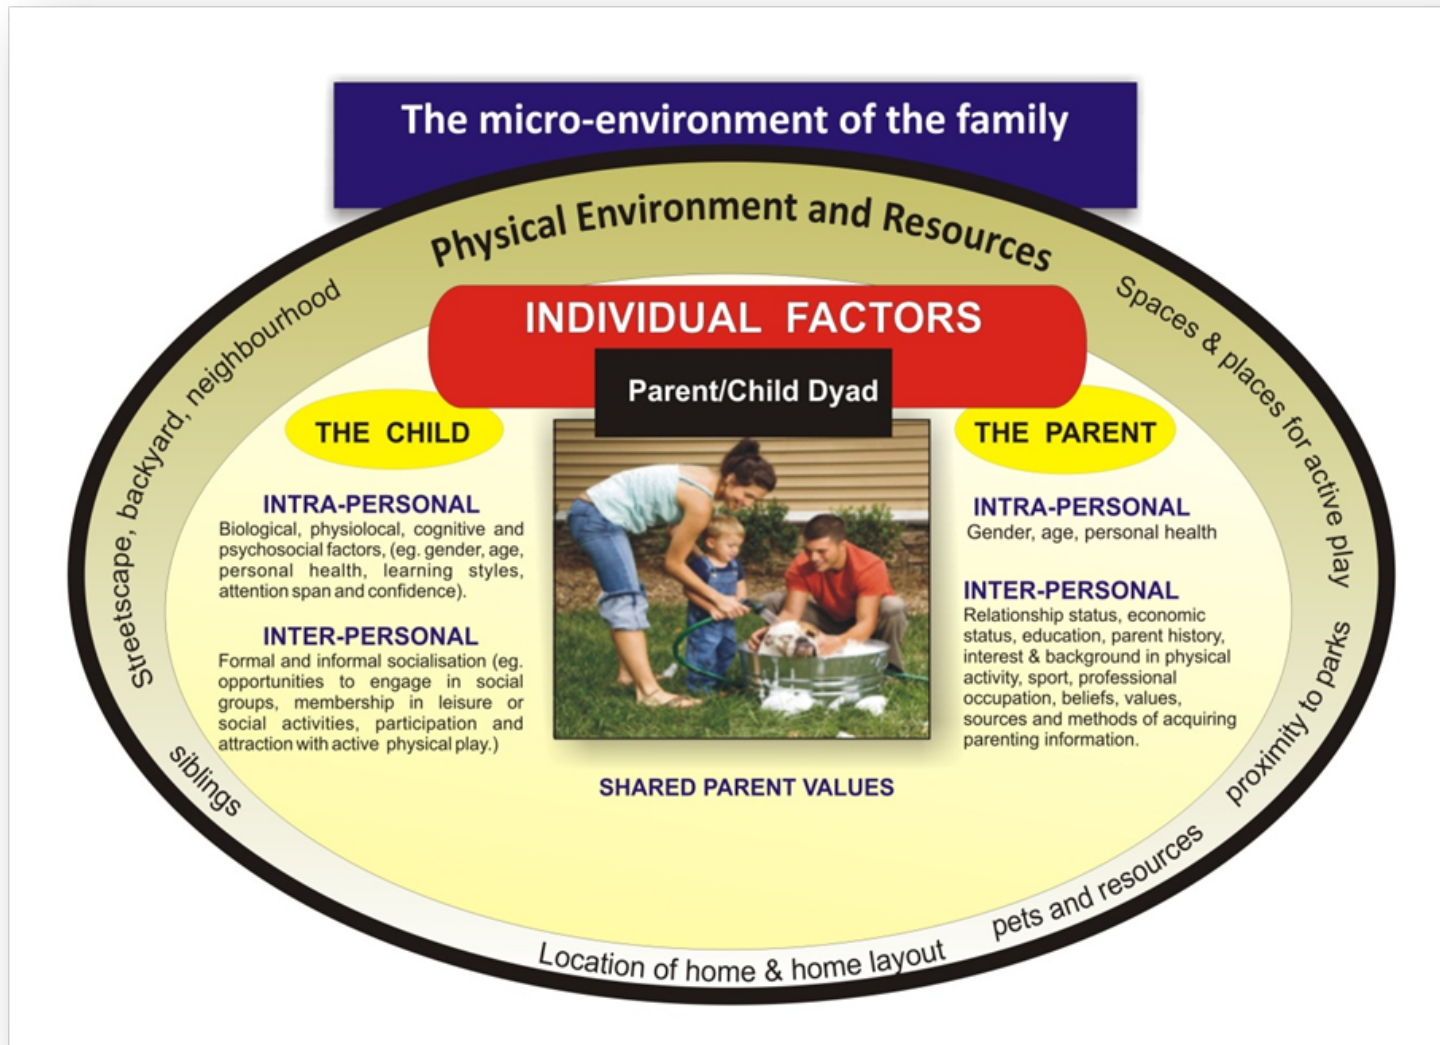 The micro-environment of the family
Physical Environment and Resources
Streetscape, backyard, neighbourhood
Spaces & places for active play
INDIVIDUAL FACTORS
Parent/Child Dyad
THE CHILD
INTRA-PERSONAL
Biological, physiolocal, cognitive and
psychosocial factors, (eg. gender, age,
personal health, learning styles,
attention span and confidence).
INTER-PERSONAL
Formal and informal socialisation (eg.
opportunities to engage in social
groups, membership in leisure or
social activities, participation and
attraction with active physical play.)
THE PARENT
INTRA-PERSONAL
Gender, age, personal health
INTER-PERSONAL
Relationship status, economic
status, education, parent history,
interest & background in physical
activity, sport, professional
occupation, beliefs, values,
sources and methods of acquiring
parenting information.
SHARED PARENT VALUES
siblings
proximity to parks
pets and resources
Location of home & home layout